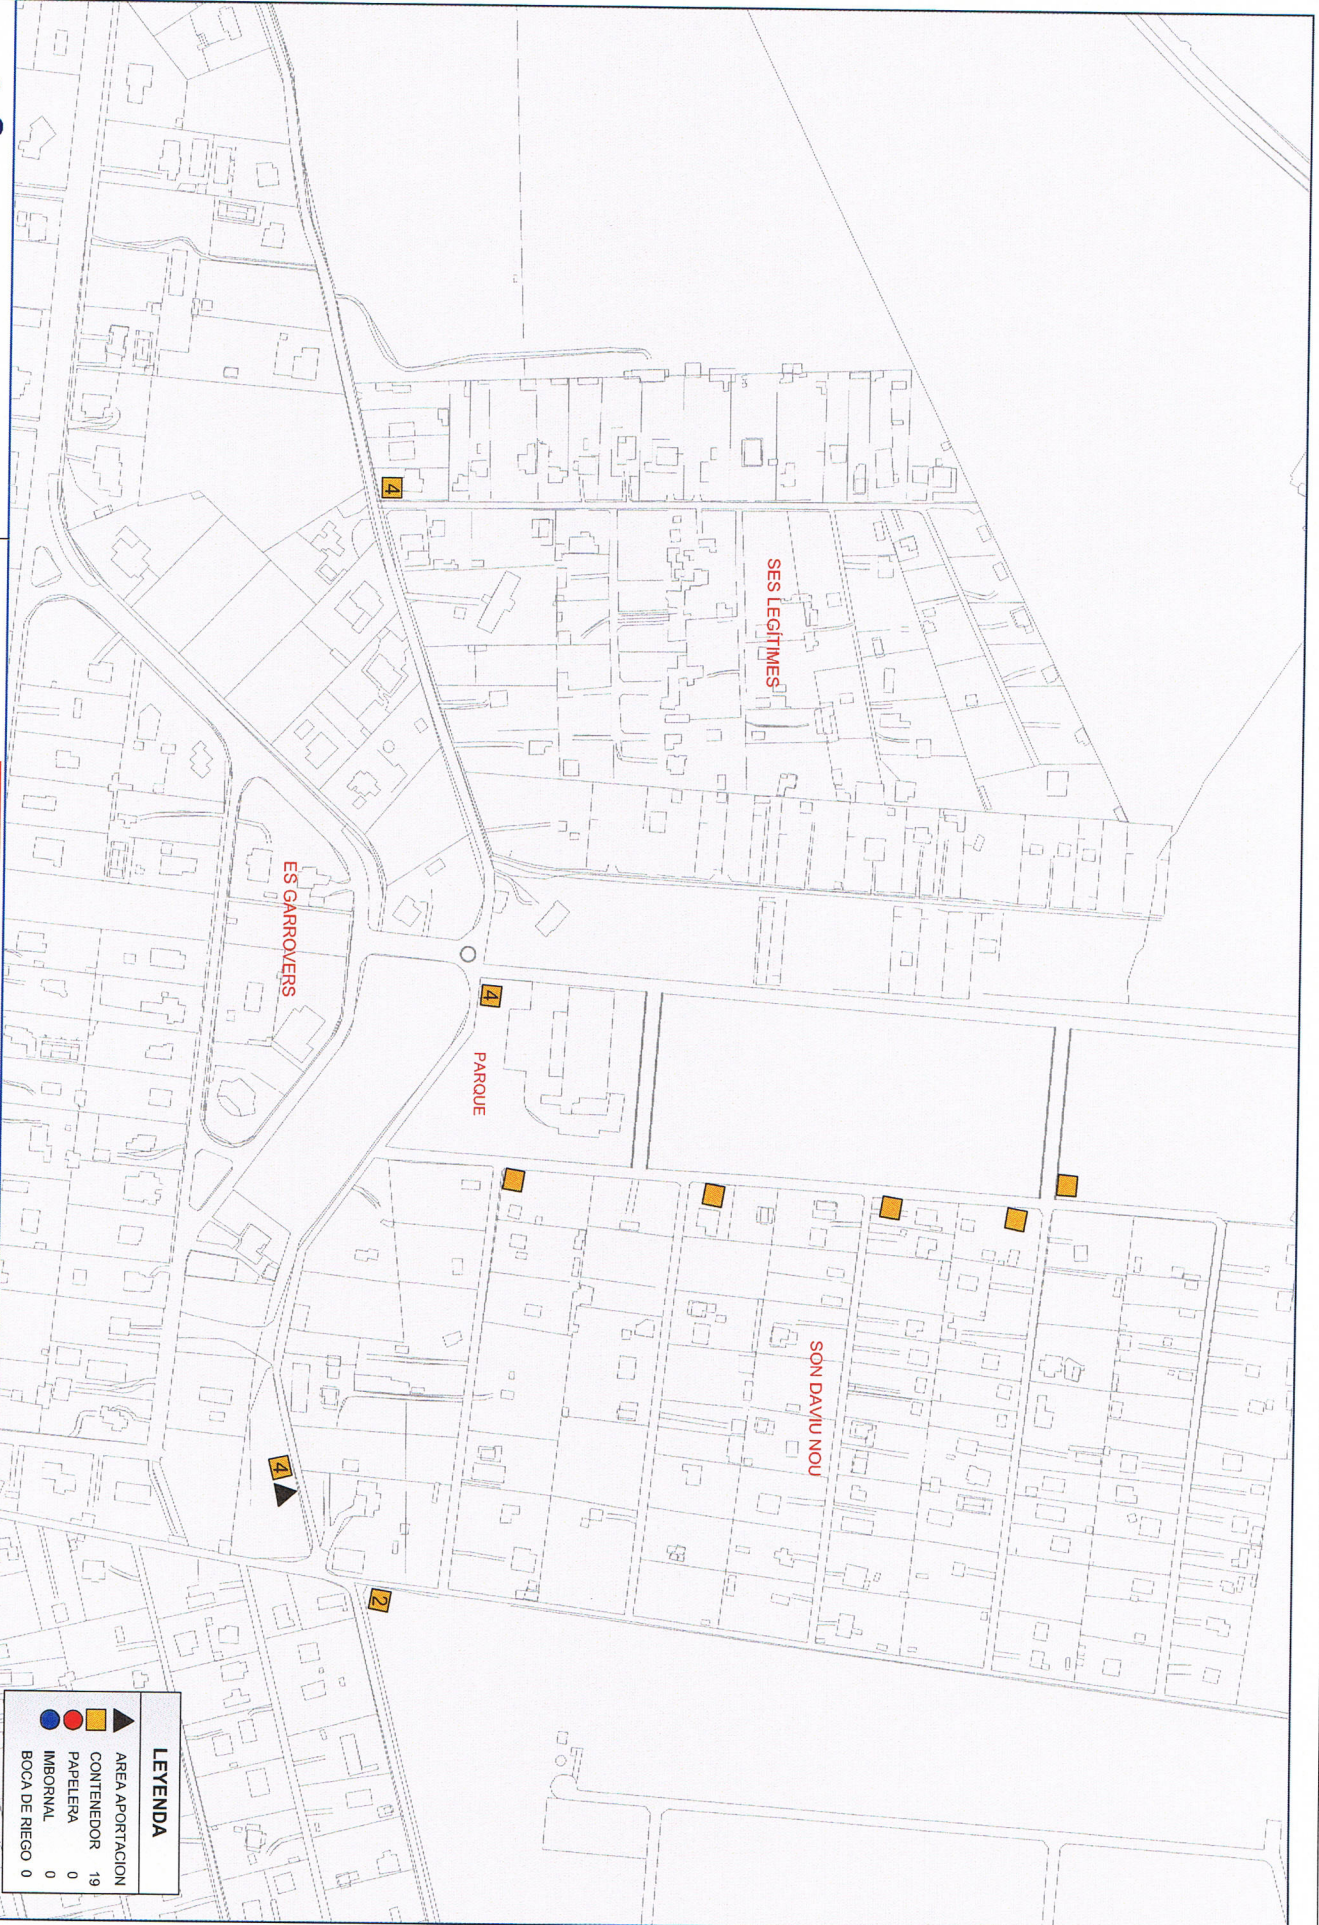 SES LEGÍTIMES
4
ES GARROVERS
4
PARQUE
SON DAVIU NOU
4
2
LEYENDA
AREA APORTACION
CONTENEDOR 19
PAPELERA 0
IMBORNAL 0
BOCA DE RIEGO 0